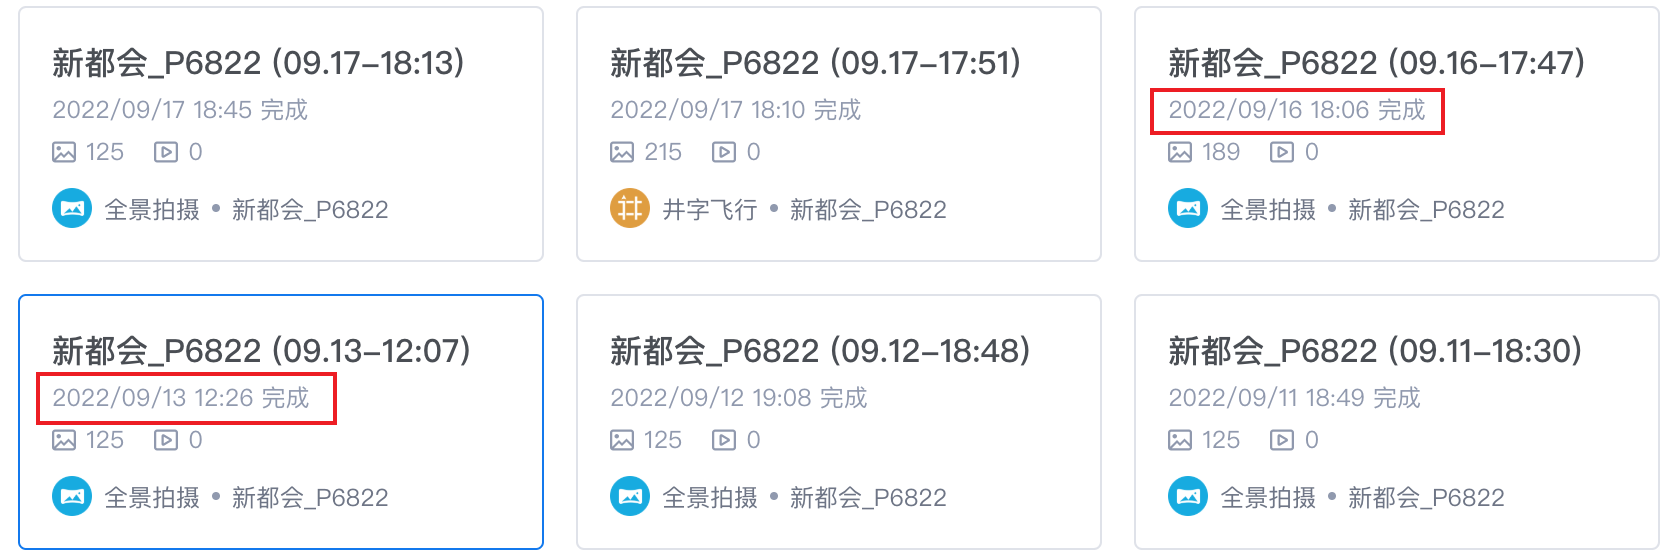 新都会_P6822 (09.17-18:13)
2022/09/17 18:45 完成
125 0
全景拍摄 • 新都会_P6822
新都会_P6822 (09.17-17:51)
2022/09/17 18:10 完成
215 0
井字飞行 • 新都会_P6822
新都会_P6822 (09.16-17:47)
2022/09/16 18:06 完成
189 0
全景拍摄 • 新都会_P6822
新都会_P6822 (09.13-12:07)
2022/09/13 12:26 完成
125 0
全景拍摄 • 新都会_P6822
新都会_P6822 (09.12-18:48)
2022/09/12 19:08 完成
125 0
全景拍摄 • 新都会_P6822
新都会_P6822 (09.11-18:30)
2022/09/11 18:49 完成
125 0
全景拍摄 • 新都会_P6822